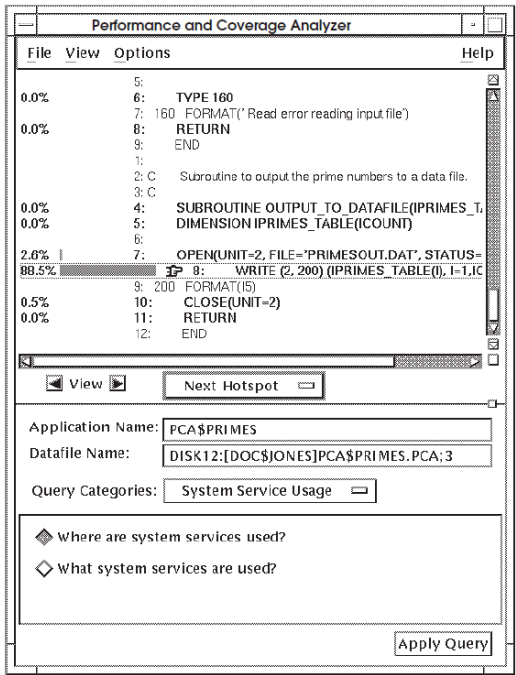 Performance and Coverage Analyzer
File View Options Help
5:
0.0% 6: TYPE 160
7: 160 FORMAT(' Read error reading input file')
0.0% 8: RETURN
9: END
1:
2: C Subroutine to output the prime numbers to a data file.
3: C
0.0% 4: SUBROUTINE OUTPUT_TO_DATAFILE(IPRIMES_TA
0.0% 5: DIMENSION IPRIMES_TABLE(ICOUNT)
6:
2.6% 7: OPEN(UNIT=2, FILE='PRIMESOUT.DAT', STATUS=
88.5% 8: WRITE (2, 200) (IPRIMES_TABLE(I), I=1,IC
9: 200 FORMAT(I5)
0.5% 10: CLOSE(UNIT=2)
0.0% 11: RETURN
12: END
View Next Hotspot
Application Name: PCA$PRIMES
Datafile Name: DISK12:[DOC$JONES]PCA$PRIMES.PCA;3
Query Categories: System Service Usage
Where are system services used?
What system services are used?
Apply Query